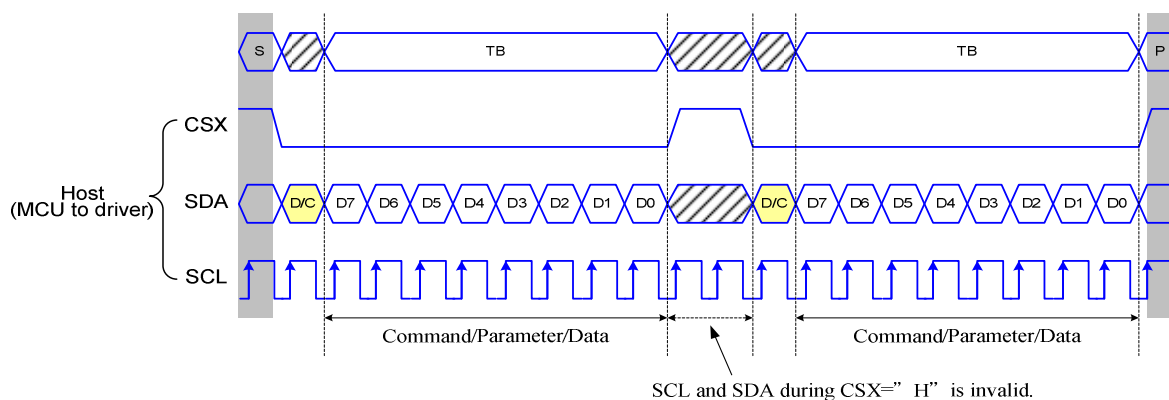 S TB TB P
CSX
Host
(MCU to driver)
SDA D/C D7 D6 D5 D4 D3 D2 D1 D0 D/C D7 D6 D5 D4 D3 D2 D1 D0
SCL
Command/Parameter/Data Command/Parameter/Data
SCL and SDA during CSX=” H” is invalid.